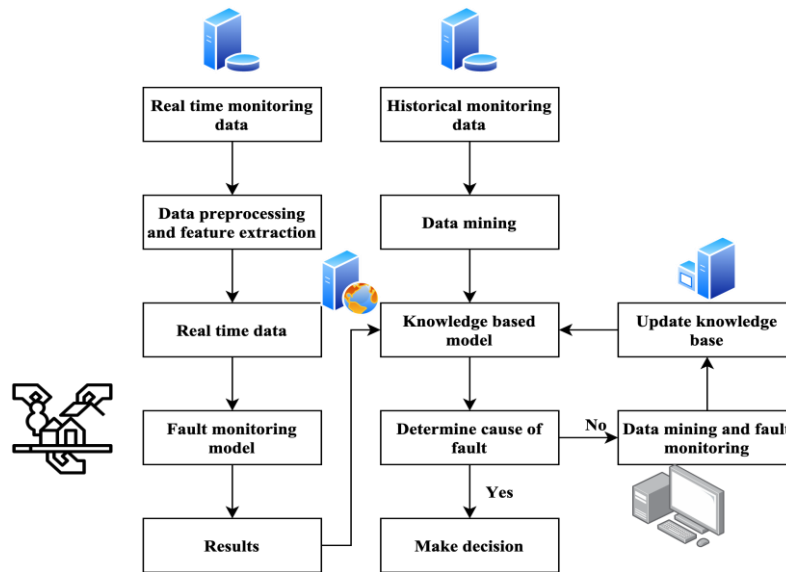 Real time monitoring
data
Historical monitoring
data
Data preprocessing
and feature extraction
Data mining
Real time data
Knowledge based
model
Update knowledge
base
Fault monitoring
model
Determine cause of
fault
No
Data mining and fault
monitoring
Yes
Results
Make decision